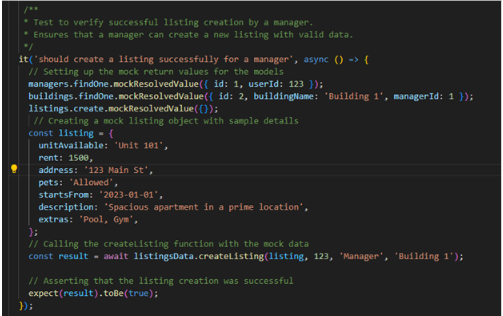 /**
* Test to verify successful listing creation by a manager.
* Ensures that a manager can create a new listing with valid data.
*/
it('should create a listing successfully for a manager', async () => {
// Setting up the mock return values for the models
managers.findOne.mockResolvedValue({ id: 1, userId: 123 });
buildings.findOne.mockResolvedValue({ id: 2, buildingName: 'Building 1', managerId: 1 });
listings.create.mockResolvedValue({});
// Creating a mock listing object with sample details
const listing = {
unitAvailable: 'Unit 101',
rent: 1500,
address: '123 Main St',
pets: 'Allowed',
startsFrom: '2023-01-01',
description: 'Spacious apartment in a prime location',
extras: 'Pool, Gym',
};
// Calling the createListing function with the mock data
const result = await listingsData.createListing(listing, 123, 'Manager', 'Building 1');
// Asserting that the listing creation was successful
expect(result).toBe(true);
});